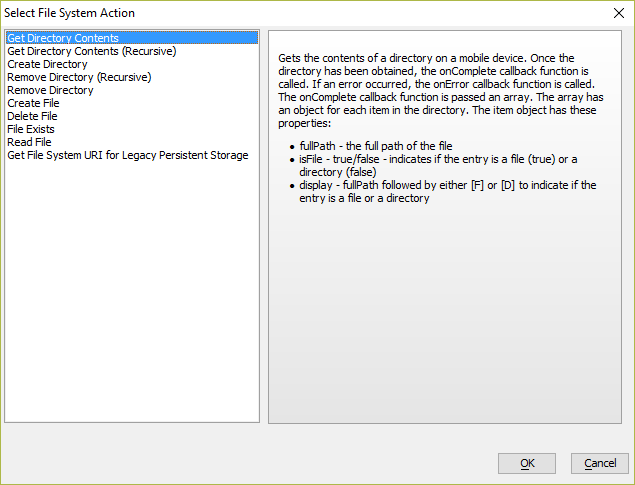 Select File System Action
Get Directory Contents
Get Directory Contents (Recursive)
Create Directory
Remove Directory (Recursive)
Remove Directory
Create File
Delete File
File Exists
Read File
Get File System URI for Legacy Persistent Storage
Gets the contents of a directory on a mobile device. Once the
directory has been obtained, the onComplete callback function is
called. If an error occurred, the onError callback function is called.
The onComplete callback function is passed an array. The array has
an object for each item in the directory. The item object has these
properties:
• fullPath - the full path of the file
• isFile - true/false - indicates if the entry is a file (true) or a
directory (false)
• display - fullPath followed by either [F] or [D] to indicate if the
entry is a file or a directory
OK
Cancel